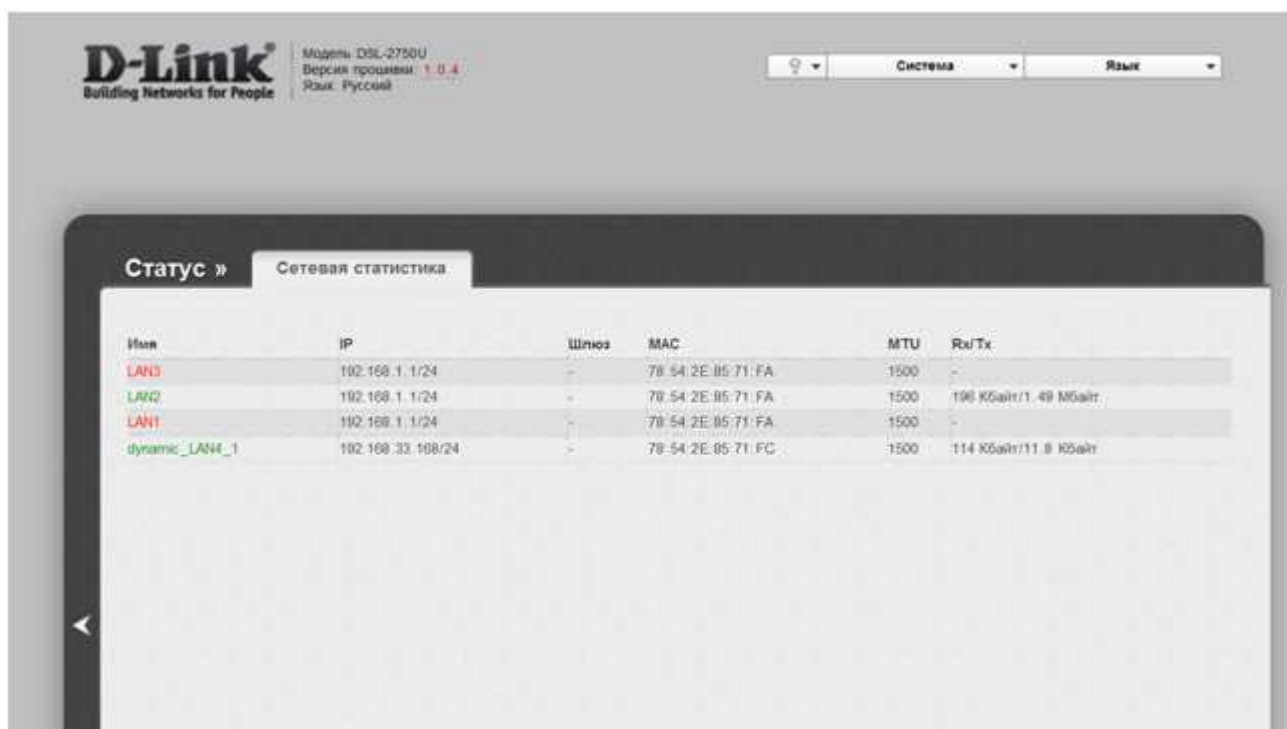 D-Link
Building Networks for People
Модель: DSL-2750U
Версия прошивки: 1.0.4
Язык: Русский
Система
Язык
Статус »
Сетевая статистика
Имя IP Шлюз MAC MTU Rx/Tx
LAN3 192.168.1.1/24 - 78:54:2E:85:71:FA 1500 -
LAN2 192.168.1.1/24 - 78:54:2E:85:71:FA 1500 196 Кбайт/1.49 Мбайт
LAN1 192.168.1.1/24 - 78:54:2E:85:71:FA 1500 -
dynamic_LAN4_1 192.168.33.168/24 - 78:54:2E:85:71:FC 1500 114 Кбайт/11.8 Кбайт